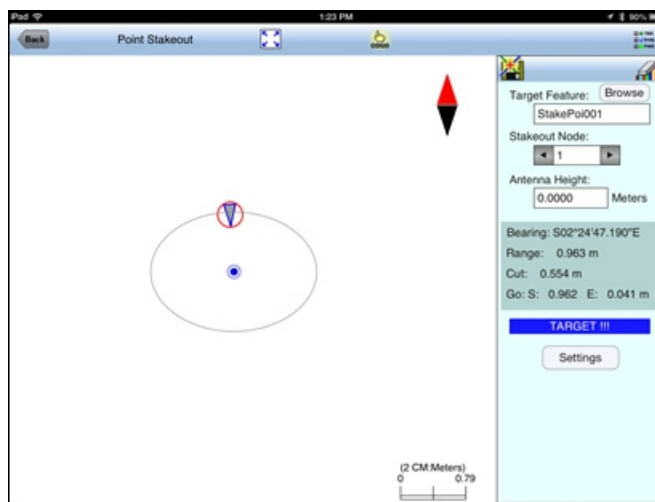 iPad 1:23 PM 90%
Back Point Stakeout COGO
Target Feature: Browse
StakePoi001
Stakeout Node:
1
Antenna Height:
0.0000 Meters
Bearing: S02°24'47.190"E
Range: 0.963 m
Cut: 0.554 m
Go: S: 0.962 E: 0.041 m
TARGET !!!
Settings
(2 CM:Meters)
0 0.79